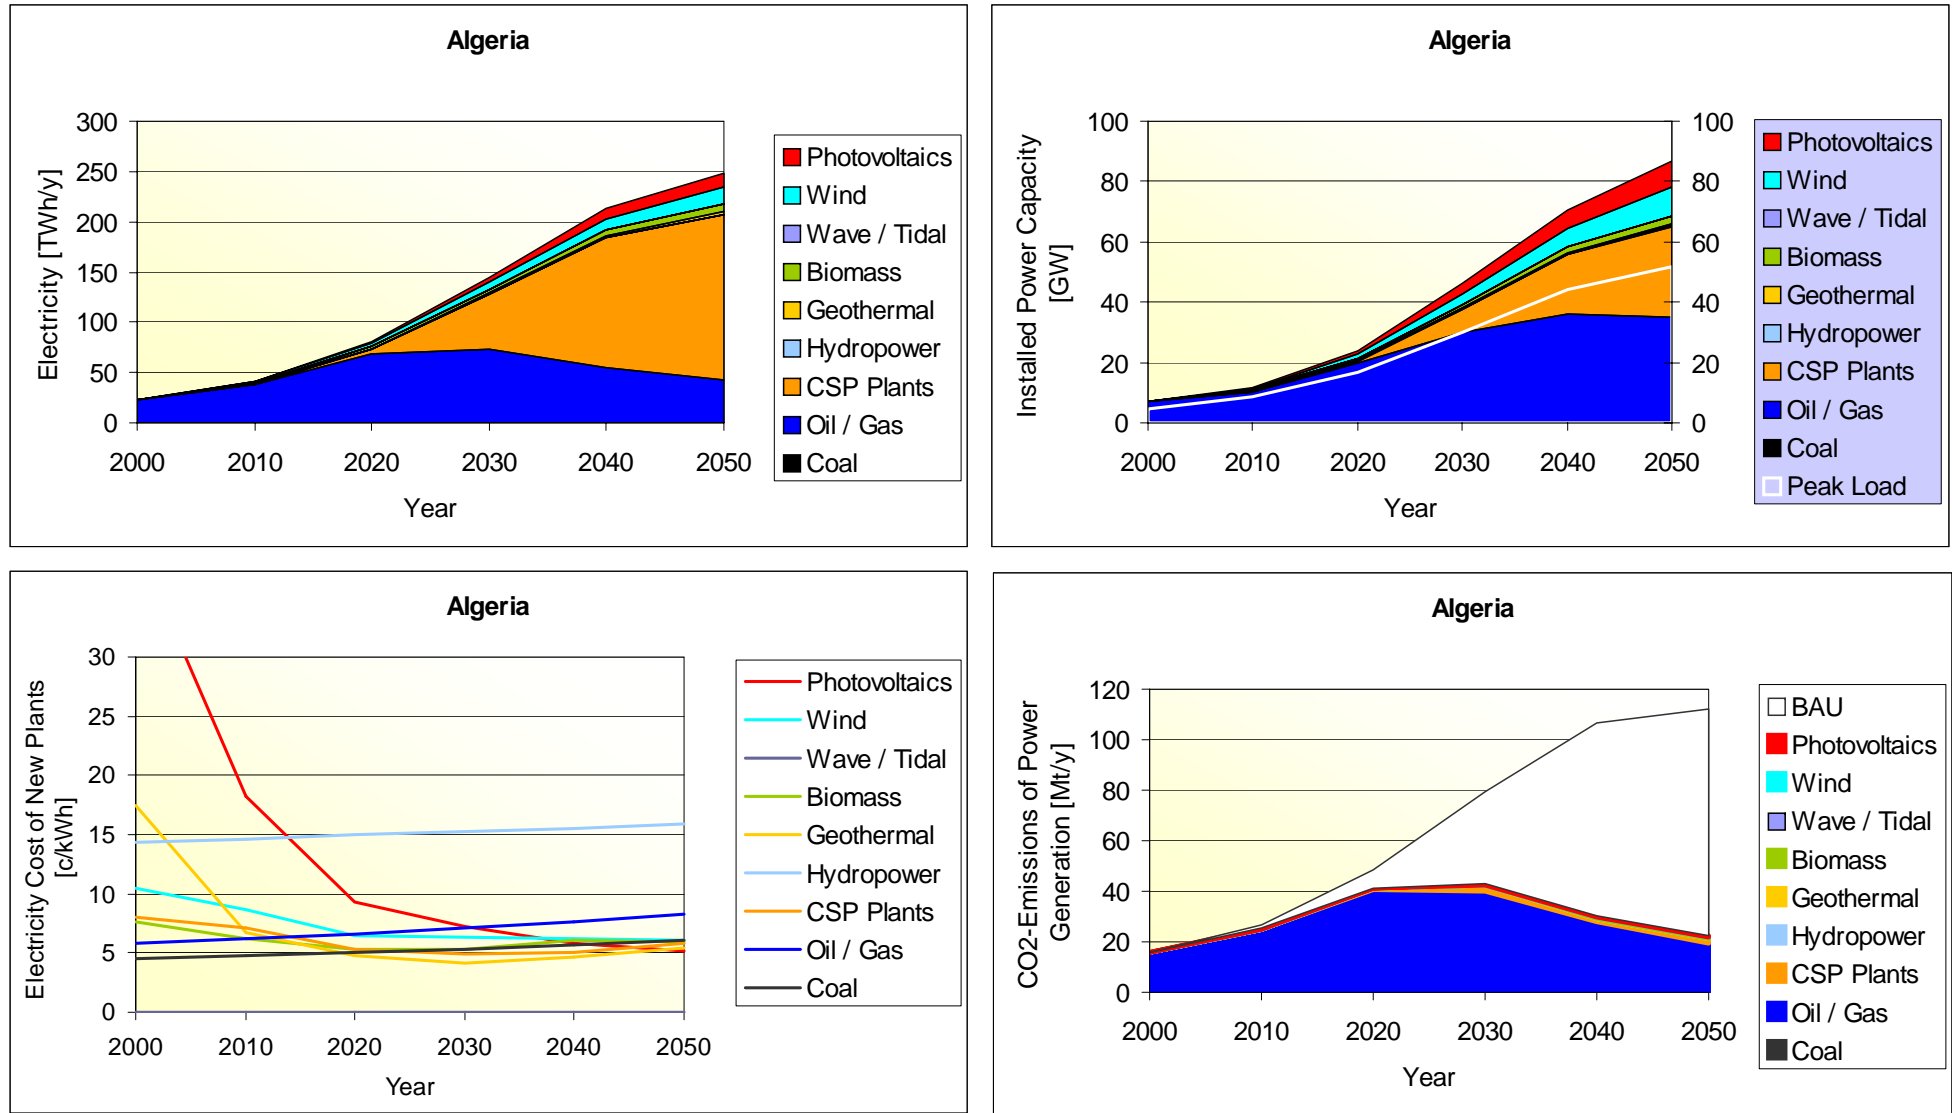 Algeria
Electricity [TWh/y]
300
250
200
150
100
50
0
2000 2010 2020 2030 2040 2050
Year
Photovoltaics
Wind
Wave / Tidal
Biomass
Geothermal
Hydropower
CSP Plants
Oil / Gas
Coal
Algeria
Installed Power Capacity
[GW]
100
80
60
40
20
0
100
80
60
40
20
0
2000 2010 2020 2030 2040 2050
Year
Photovoltaics
Wind
Wave / Tidal
Biomass
Geothermal
Hydropower
CSP Plants
Oil / Gas
Coal
Peak Load
Algeria
Electricity Cost of New Plants
[c/kWh]
30
25
20
15
10
5
0
2000 2010 2020 2030 2040 2050
Year
Photovoltaics
Wind
Wave / Tidal
Biomass
Geothermal
Hydropower
CSP Plants
Oil / Gas
Coal
Algeria
CO2-Emissions of Power
Generation [Mt/y]
120
100
80
60
40
20
0
2000 2010 2020 2030 2040 2050
Year
BAU
Photovoltaics
Wind
Wave / Tidal
Biomass
Geothermal
Hydropower
CSP Plants
Oil / Gas
Coal